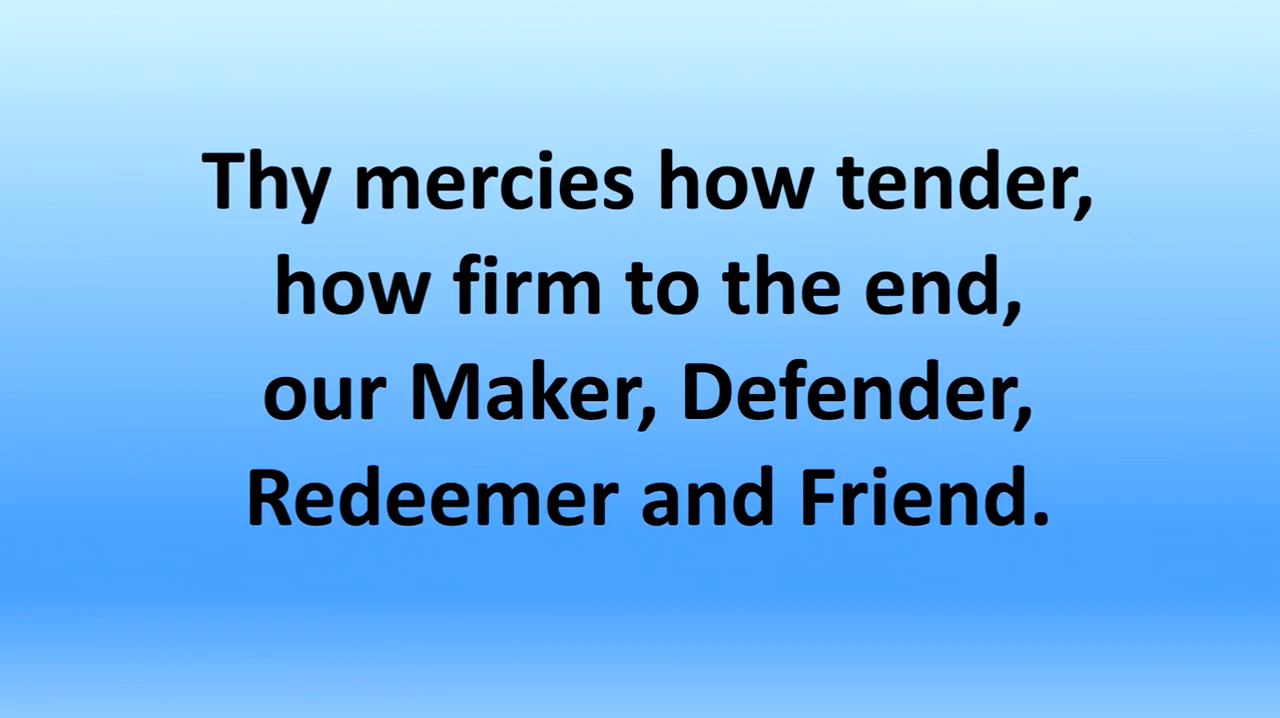 Thy mercies how tender,
how firm to the end,
our Maker, Defender,
Redeemer and Friend.